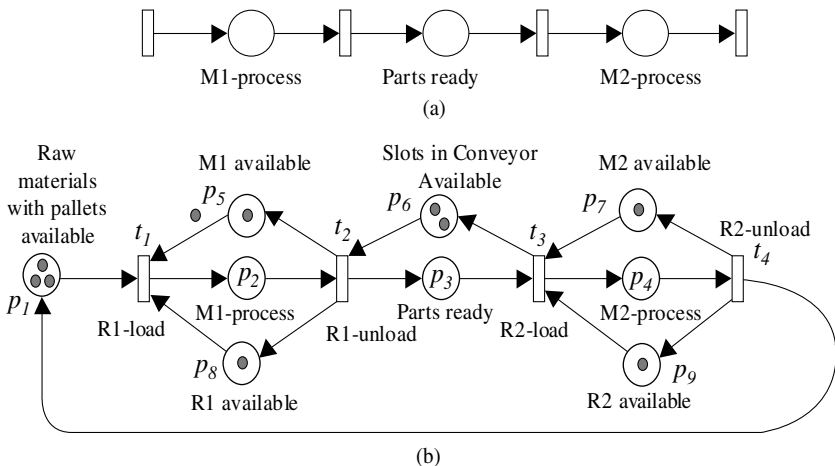 M1-process
Parts ready
M2-process
(a)
Raw
materials
with pallets
available
M1 available
Slots in Conveyor
Available
M2 available
p5
p6
p7
R2-unload
t1
t2
t3
t4
p1
p2
p3
p4
M1-process
Parts ready
M2-process
R1-load
R1-unload
R2-load
p8
p9
R1 available
R2 available
(b)